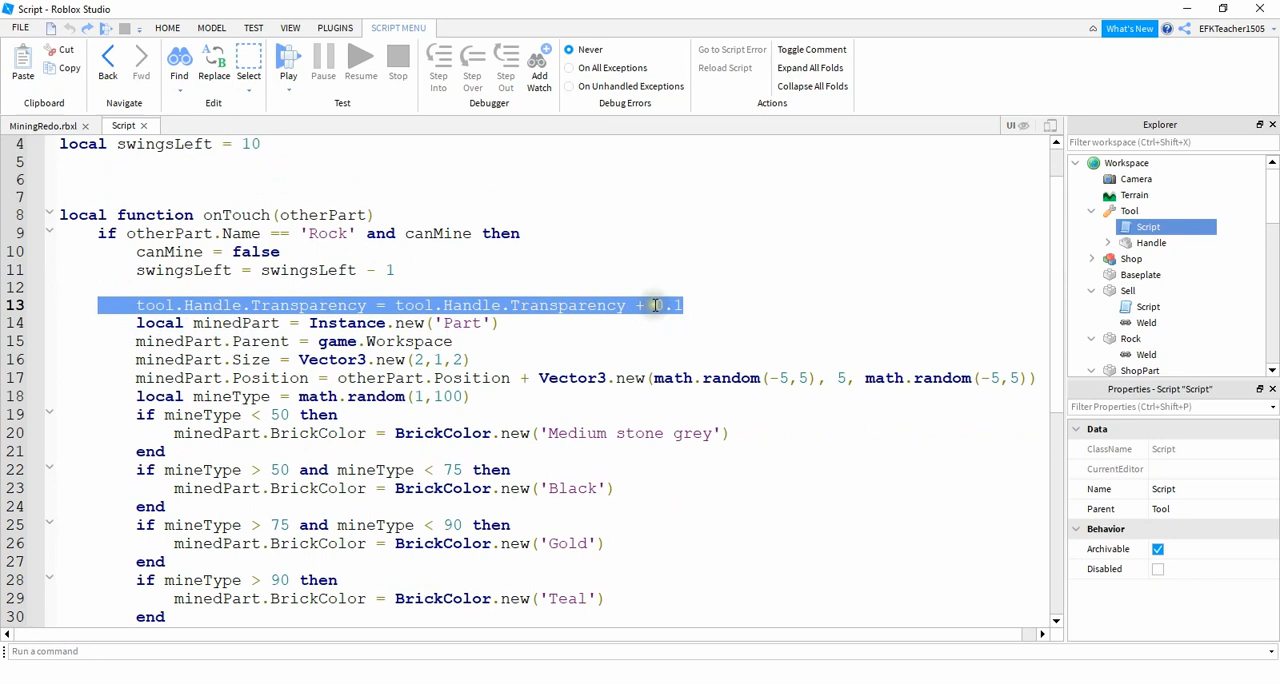 Script - Roblox Studio
FILE HOME MODEL TEST VIEW PLUGINS SCRIPT MENU What's New EFKTeacher1505
Paste Cut Copy Back Fwd Find Replace Select Play Pause Resume Stop Step Into Step Over Step Out Add Watch
Never
On All Exceptions
On Unhandled Exceptions
Go to Script Error
Reload Script
Toggle Comment
Expand All Folds
Collapse All Folds
Clipboard Navigate Edit Test Debugger Debug Errors Actions
MiningRedo.rbxl Script UI
4 local swingsLeft = 10
5
6
7
8 local function onTouch(otherPart)
9 if otherPart.Name == 'Rock' and canMine then
10 canMine = false
11 swingsLeft = swingsLeft - 1
12
13 tool.Handle.Transparency = tool.Handle.Transparency + 0.1
14 local minedPart = Instance.new('Part')
15 minedPart.Parent = game.Workspace
16 minedPart.Size = Vector3.new(2,1,2)
17 minedPart.Position = otherPart.Position + Vector3.new(math.random(-5,5), 5, math.random(-5,5))
18 local mineType = math.random(1,100)
19 if mineType < 50 then
20 minedPart.BrickColor = BrickColor.new('Medium stone grey')
21 end
22 if mineType > 50 and mineType < 75 then
23 minedPart.BrickColor = BrickColor.new('Black')
24 end
25 if mineType > 75 and mineType < 90 then
26 minedPart.BrickColor = BrickColor.new('Gold')
27 end
28 if mineType > 90 then
29 minedPart.BrickColor = BrickColor.new('Teal')
30 end
Run a command
Explorer
Filter workspace (Ctrl+Shift+X)
Workspace
Camera
Terrain
Tool
Script
Handle
Shop
Baseplate
Sell
Script
Weld
Rock
Weld
ShopPart
Properties - Script "Script"
Filter Properties (Ctrl+Shift+P)
Data
ClassName Script
CurrentEditor
Name Script
Parent Tool
Behavior
Archivable
Disabled